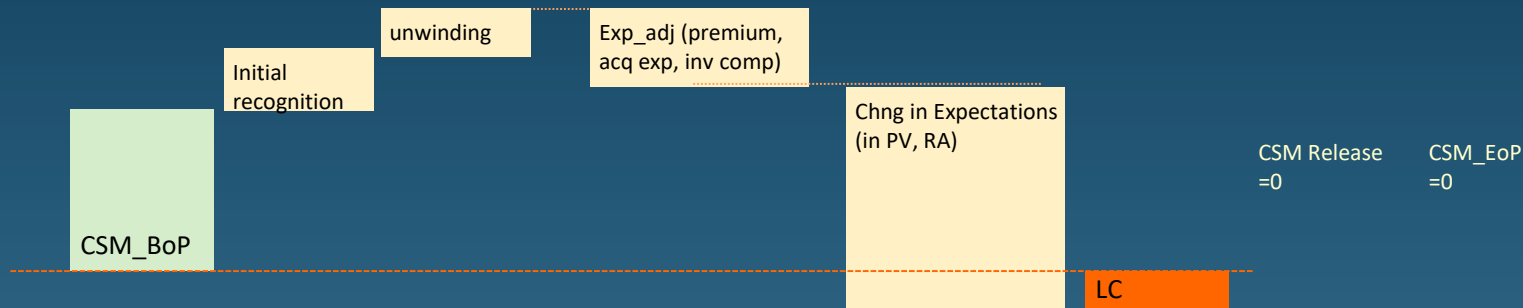 unwinding
Exp_adj (premium,
acq exp, inv comp)
Initial
recognition
Chng in Expectations
(in PV, RA)
CSM Release
=0
CSM_EoP
=0
CSM_BoP
LC